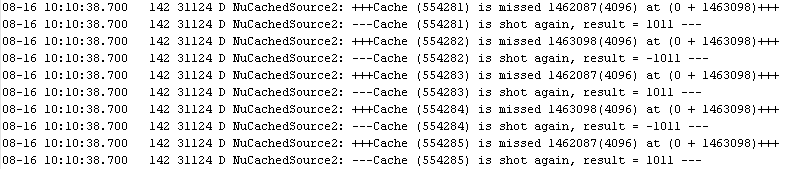 08-16 10:10:38.700   142 31124 D NuCachedSource2: +++Cache (554281) is missed 1462087(4096) at (0 + 1463098)+++
08-16 10:10:38.700   142 31124 D NuCachedSource2: ---Cache (554281) is shot again, result = 1011 ---
08-16 10:10:38.700   142 31124 D NuCachedSource2: +++Cache (554282) is missed 1463098(4096) at (0 + 1463098)+++
08-16 10:10:38.700   142 31124 D NuCachedSource2: ---Cache (554282) is shot again, result = -1011 ---
08-16 10:10:38.700   142 31124 D NuCachedSource2: +++Cache (554283) is missed 1462087(4096) at (0 + 1463098)+++
08-16 10:10:38.700   142 31124 D NuCachedSource2: ---Cache (554283) is shot again, result = 1011 ---
08-16 10:10:38.700   142 31124 D NuCachedSource2: +++Cache (554284) is missed 1463098(4096) at (0 + 1463098)+++
08-16 10:10:38.700   142 31124 D NuCachedSource2: ---Cache (554284) is shot again, result = -1011 ---
08-16 10:10:38.700   142 31124 D NuCachedSource2: +++Cache (554285) is missed 1462087(4096) at (0 + 1463098)+++
08-16 10:10:38.700   142 31124 D NuCachedSource2: ---Cache (554285) is shot again, result = 1011 ---